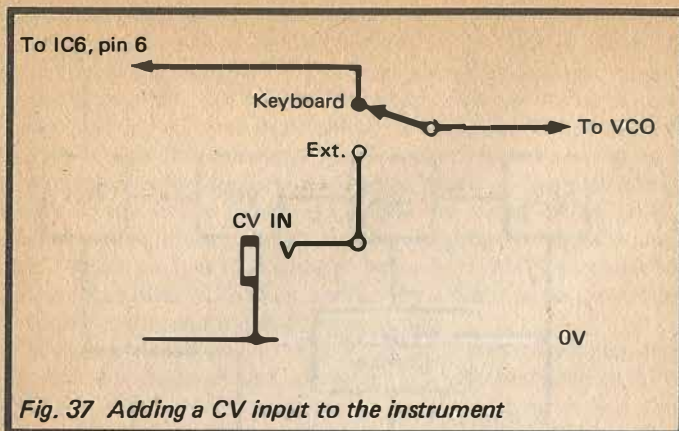 To IC6, pin 6
Keyboard
To VCO
Ext.
CV IN
0V
Fig. 37 Adding a CV input to the instrument